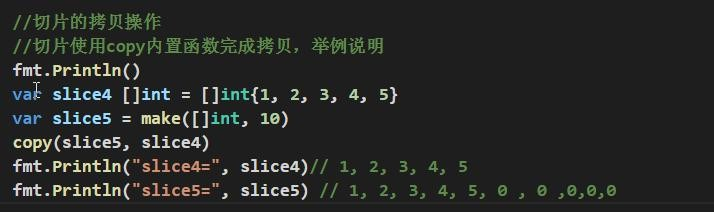 //切片的拷贝操作
//切片使用copy内置函数完成拷贝，举例说明
fmt.Println()
var slice4 []int = []int{1, 2, 3, 4, 5}
var slice5 = make([]int, 10)
copy(slice5, slice4)
fmt.Println("slice4=", slice4)// 1, 2, 3, 4, 5
fmt.Println("slice5=", slice5) // 1, 2, 3, 4, 5, 0 , 0 ,0,0,0